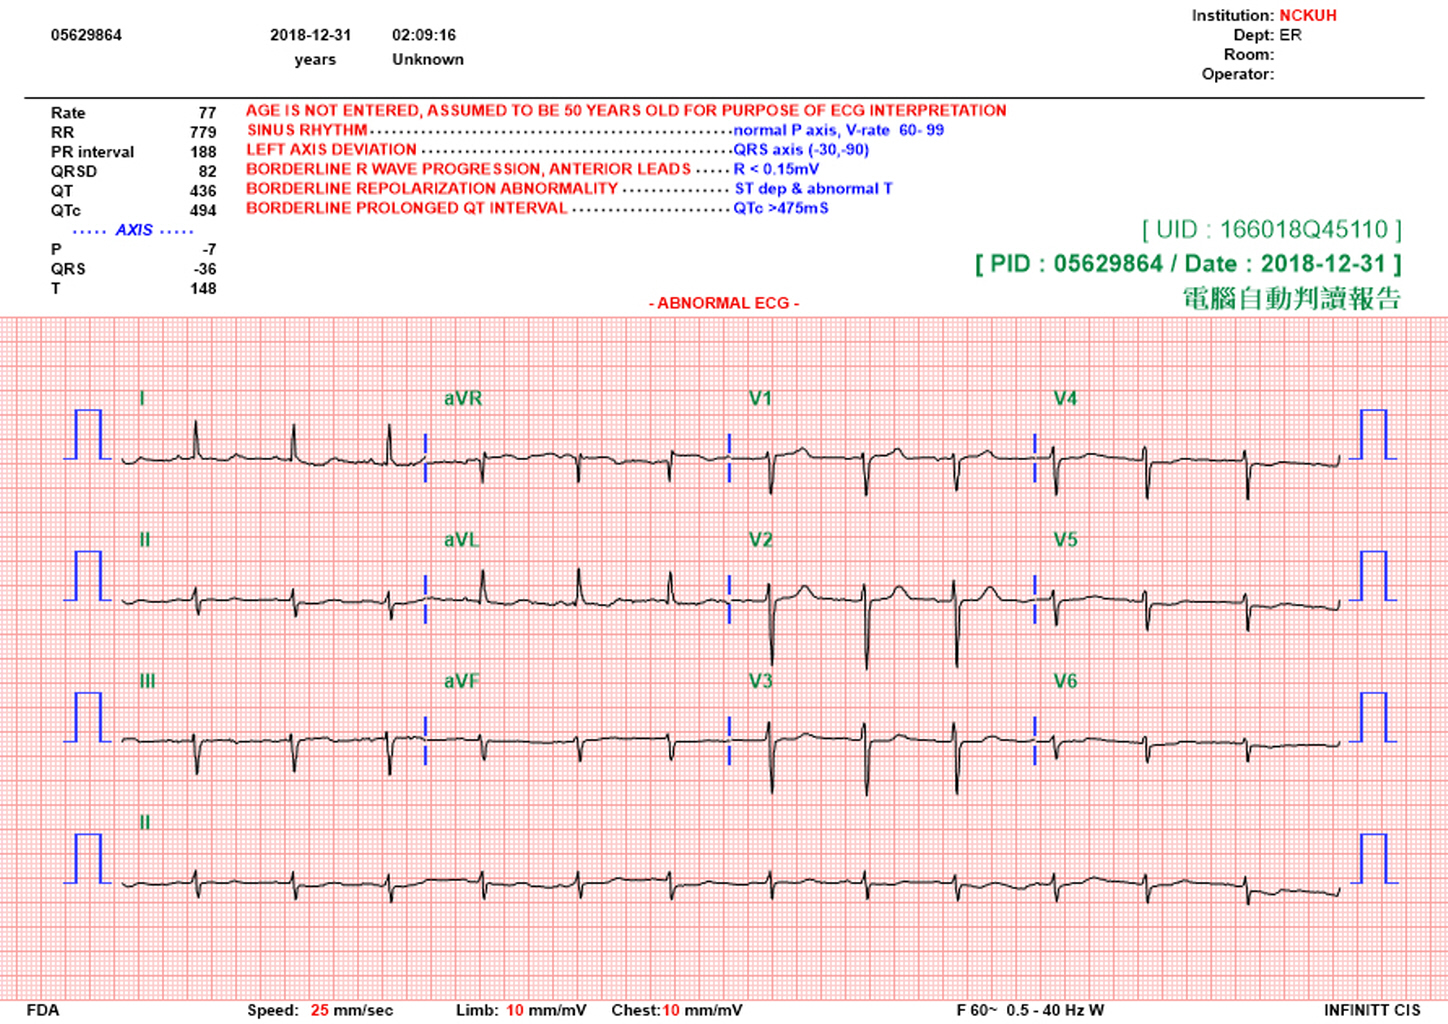 Institution: NCKUH
05629864 2018-12-31 02:09:16 Dept: ER
years Unknown Room:
Operator:
Rate 77 AGE IS NOT ENTERED, ASSUMED TO BE 50 YEARS OLD FOR PURPOSE OF ECG INTERPRETATION
RR 779 SINUS RHYTHM normal P axis, V-rate 60- 99
PR interval 188 LEFT AXIS DEVIATION QRS axis (-30,-90)
QRSD 82 BORDERLINE R WAVE PROGRESSION, ANTERIOR LEADS R < 0.15mV
QT 436 BORDERLINE REPOLARIZATION ABNORMALITY ST dep & abnormal T
QTc 494 BORDERLINE PROLONGED QT INTERVAL QTc >475mS
····· AXIS ·····
[ UID : 166018Q45110 ]
P -7
QRS -36
[ PID : 05629864 / Date : 2018-12-31 ]
T 148
電腦自動判讀報告
- ABNORMAL ECG -
I aVR V1 V4
II aVL V2 V5
III aVF V3 V6
II
FDA Speed: 25 mm/sec Limb: 10 mm/mV Chest:10 mm/mV F 60~ 0.5 - 40 Hz W INFINITT CIS